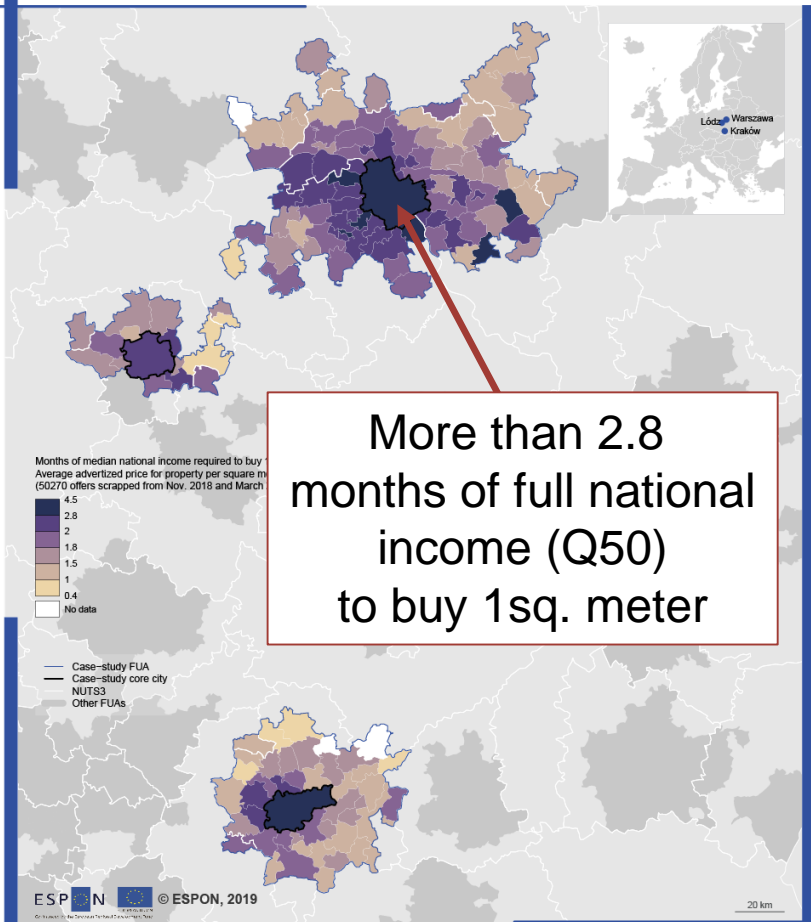 Lódz
Warszawa
Kraków
More than 2.8
months of full national
income (Q50)
to buy 1sq. meter
Months of median national income required to buy
Average advertized price for property per square
(50270 offers scrapped from Nov. 2018 and March
4.5
2.8
2
1.8
1.5
1
0.4
No data
Case-study FUA
Case-study core city
NUTS3
Other FUAs
ESPON © ESPON, 2019
20 km